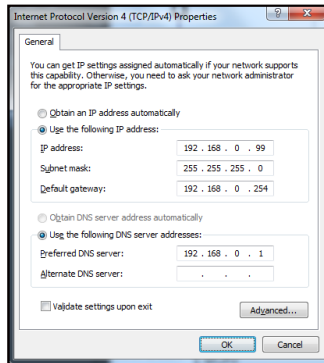 Internet Protocol Version 4 (TCP/IPv4) Properties
General
You can get IP settings assigned automatically if your network supports
this capability. Otherwise, you need to ask your network administrator
for the appropriate IP settings.
Obtain an IP address automatically
Use the following IP address:
IP address: 192 . 168 . 0 . 99
Subnet mask: 255 . 255 . 255 . 0
Default gateway: 192 . 168 . 0 . 254
Obtain DNS server address automatically
Use the following DNS server addresses:
Preferred DNS server: 192 . 168 . 0 . 1
Alternate DNS server: . . .
Validate settings upon exit
Advanced...
OK Cancel